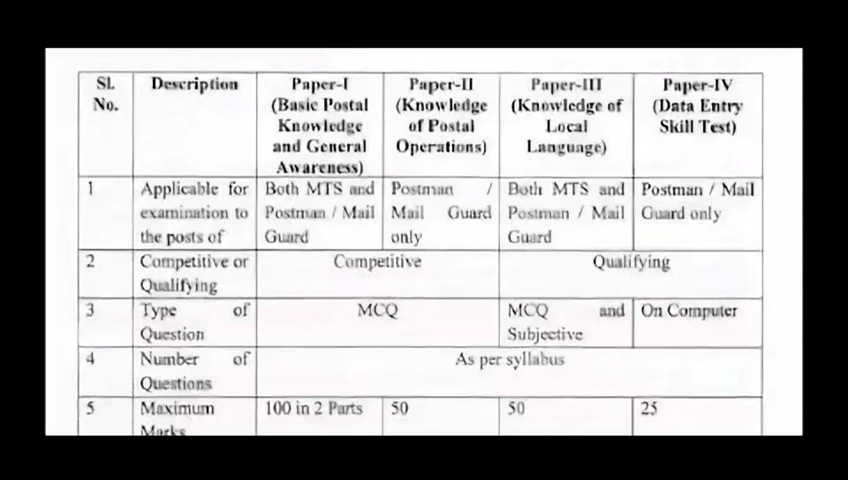 Sl. Description Paper-I Paper-II Paper-III Paper-IV
No. (Basic Postal (Knowledge (Knowledge of (Data Entry
Knowledge of Postal Local Skill Test)
and General Operations) Language)
Awareness)
1 Applicable for Both MTS and Postman / Both MTS and Postman / Mail
examination to Postman / Mail Mail Guard Postman / Mail Guard only
the posts of Guard only Guard
2 Competitive or Competitive Qualifying
Qualifying
3 Type of MCQ MCQ and On Computer
Question Subjective
4 Number of As per syllabus
Questions
5 Maximum 100 in 2 Parts 50 50 25
Marks